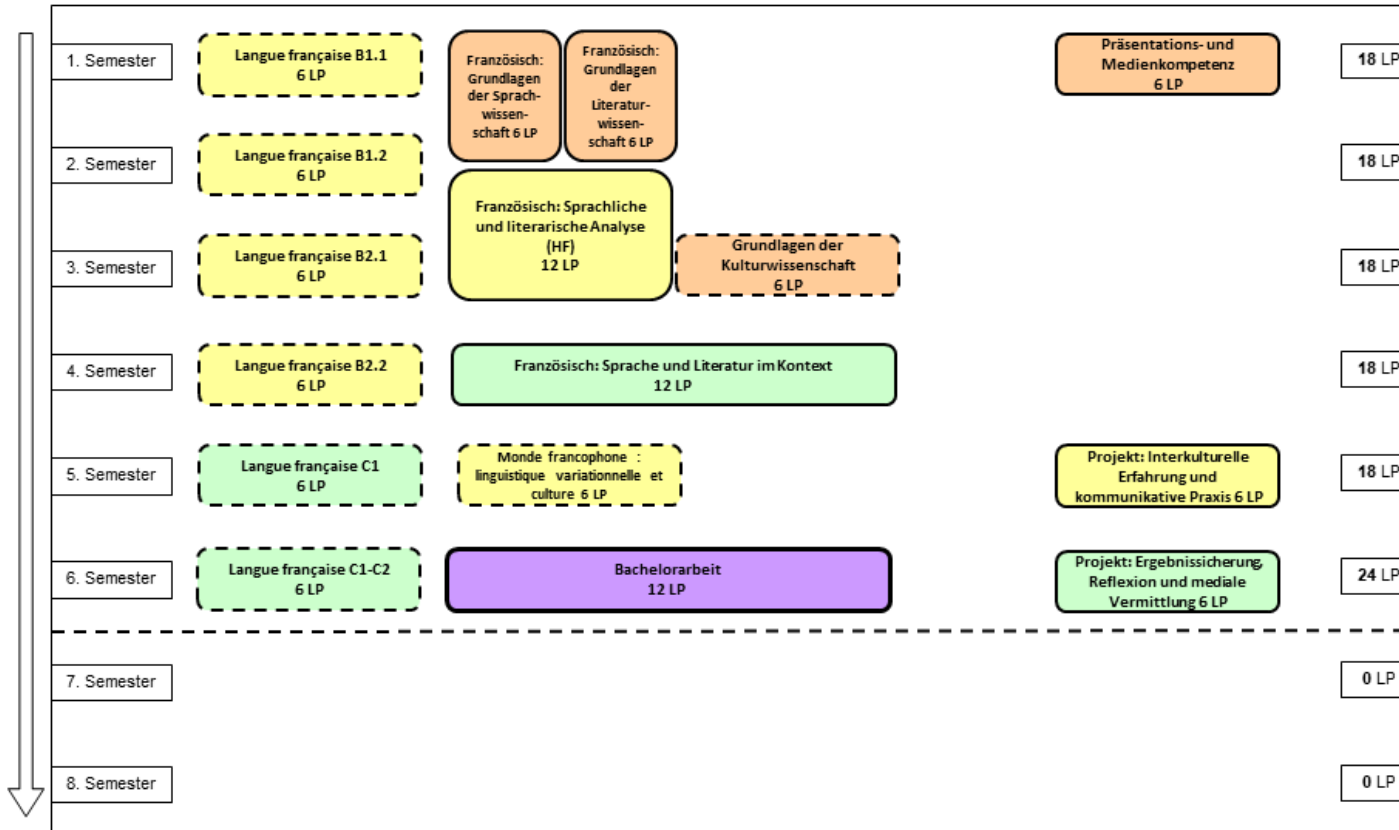 1. Semester
Langue française B1.1
6 LP
Französisch:
Grundlagen
der Sprach-
wissen-
schaft 6 LP
Französisch:
Grundlagen
der
Literatur-
wissen-
schaft 6 LP
Präsentations- und
Medienkompetenz
6 LP
18 LP
2. Semester
Langue française B1.2
6 LP
18 LP
Französisch: Sprachliche
und literarische Analyse
(HF)
12 LP
3. Semester
Langue française B2.1
6 LP
Grundlagen der
Kulturwissenschaft
6 LP
18 LP
4. Semester
Langue française B2.2
6 LP
Französisch: Sprache und Literatur im Kontext
12 LP
18 LP
5. Semester
Langue française C1
6 LP
Monde francophone :
linguistique variationnelle et
culture 6 LP
Projekt: Interkulturelle
Erfahrung und
kommunikative Praxis 6 LP
18 LP
6. Semester
Langue française C1-C2
6 LP
Bachelorarbeit
12 LP
Projekt: Ergebnissicherung,
Reflexion und mediale
Vermittlung 6 LP
24 LP
7. Semester
0 LP
8. Semester
0 LP